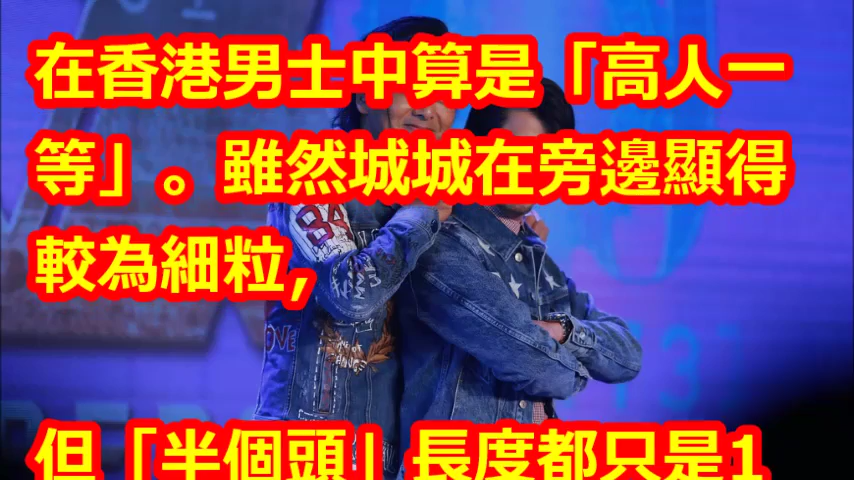 在香港男士中算是「高人一
等」。雖然城城在旁邊顯得
較為細粒,
但「半個頭」長度都只是1
84